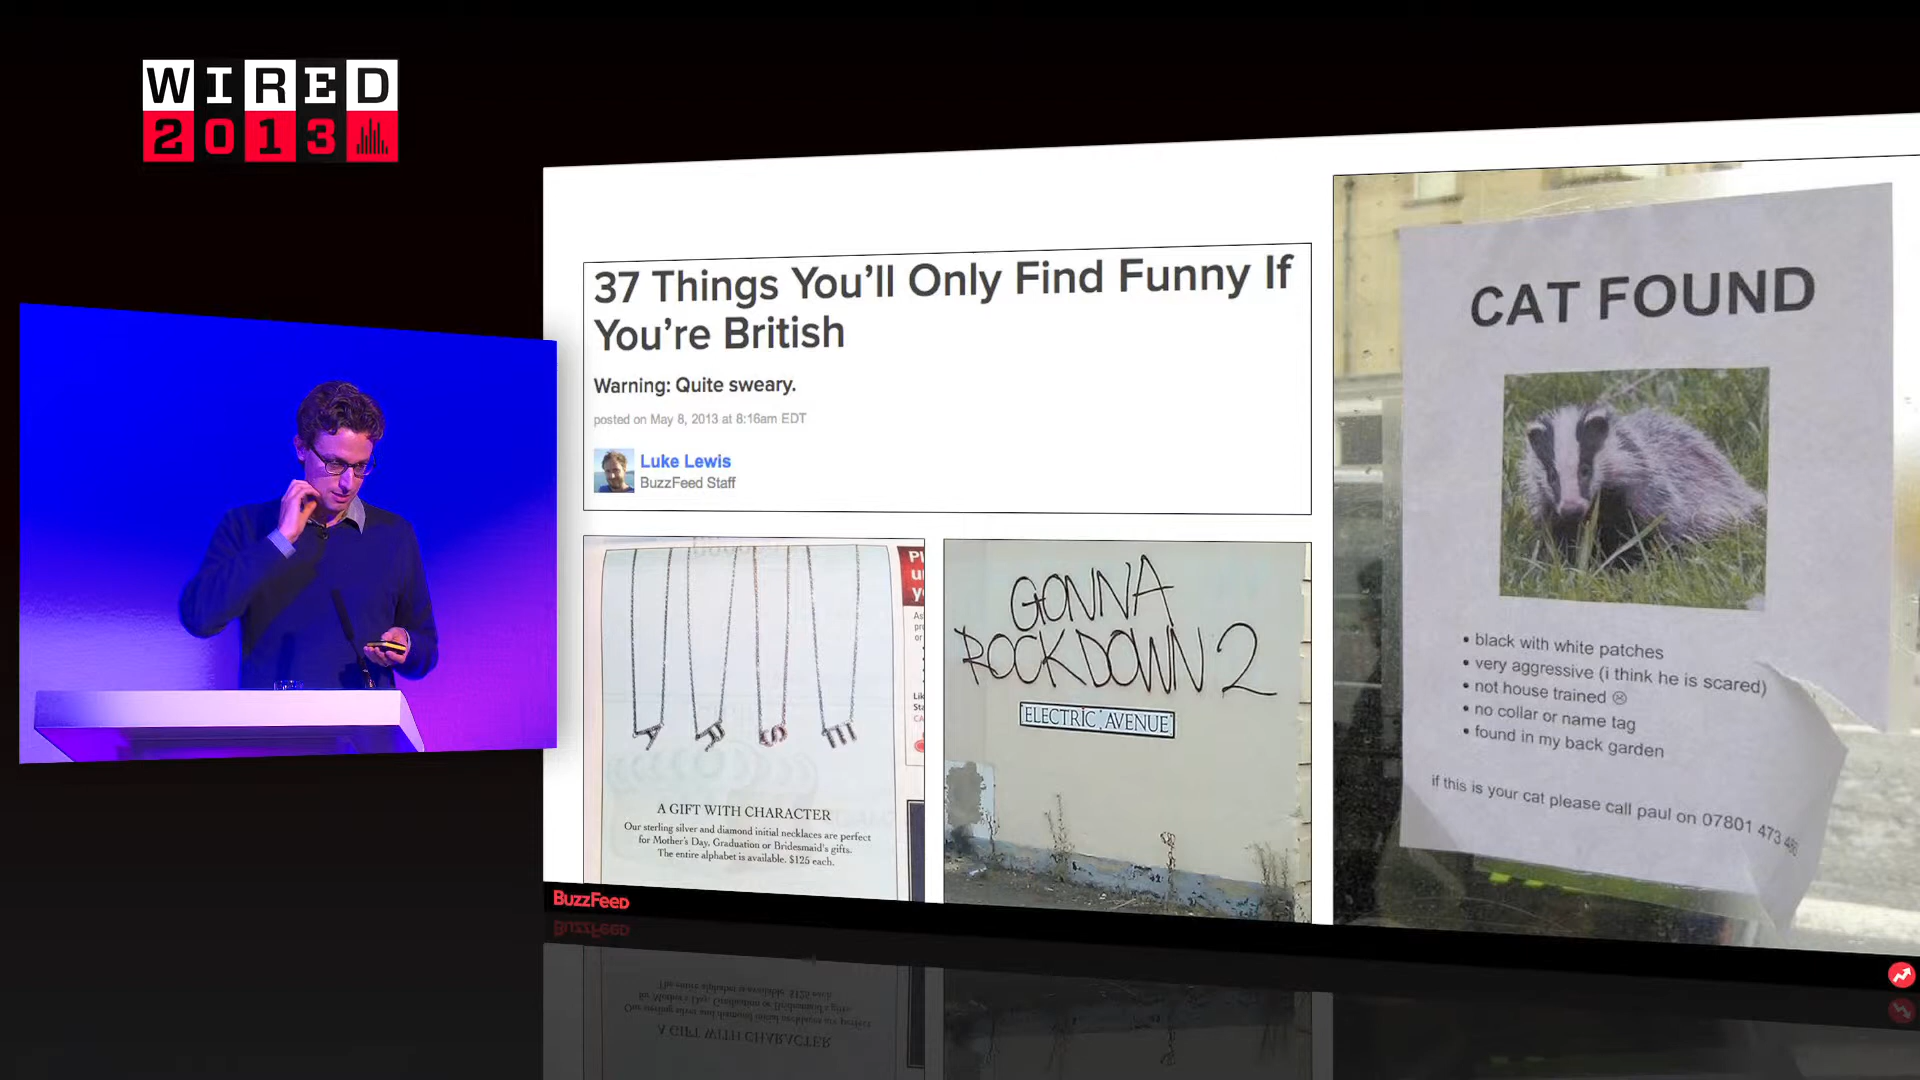 WIRED
2013
37 Things You'll Only Find Funny If
You're British
Warning: Quite sweary.
posted on May 8, 2013 at 8:16am EDT
Luke Lewis
BuzzFeed Staff
A R S E
A GIFT WITH CHARACTER
Our sterling silver and diamond initial necklaces are perfect
for Mother's Day, Graduation or Bridesmaid's gifts.
The entire alphabet is available. $125 each.
GONNA
ROCK DOWN 2
ELECTRIC AVENUE
CAT FOUND
• black with white patches
• very aggressive (i think he is scared)
• not house trained ☹
• no collar or name tag
• found in my back garden
if this is your cat please call paul on 07801 473
BuzzFeed